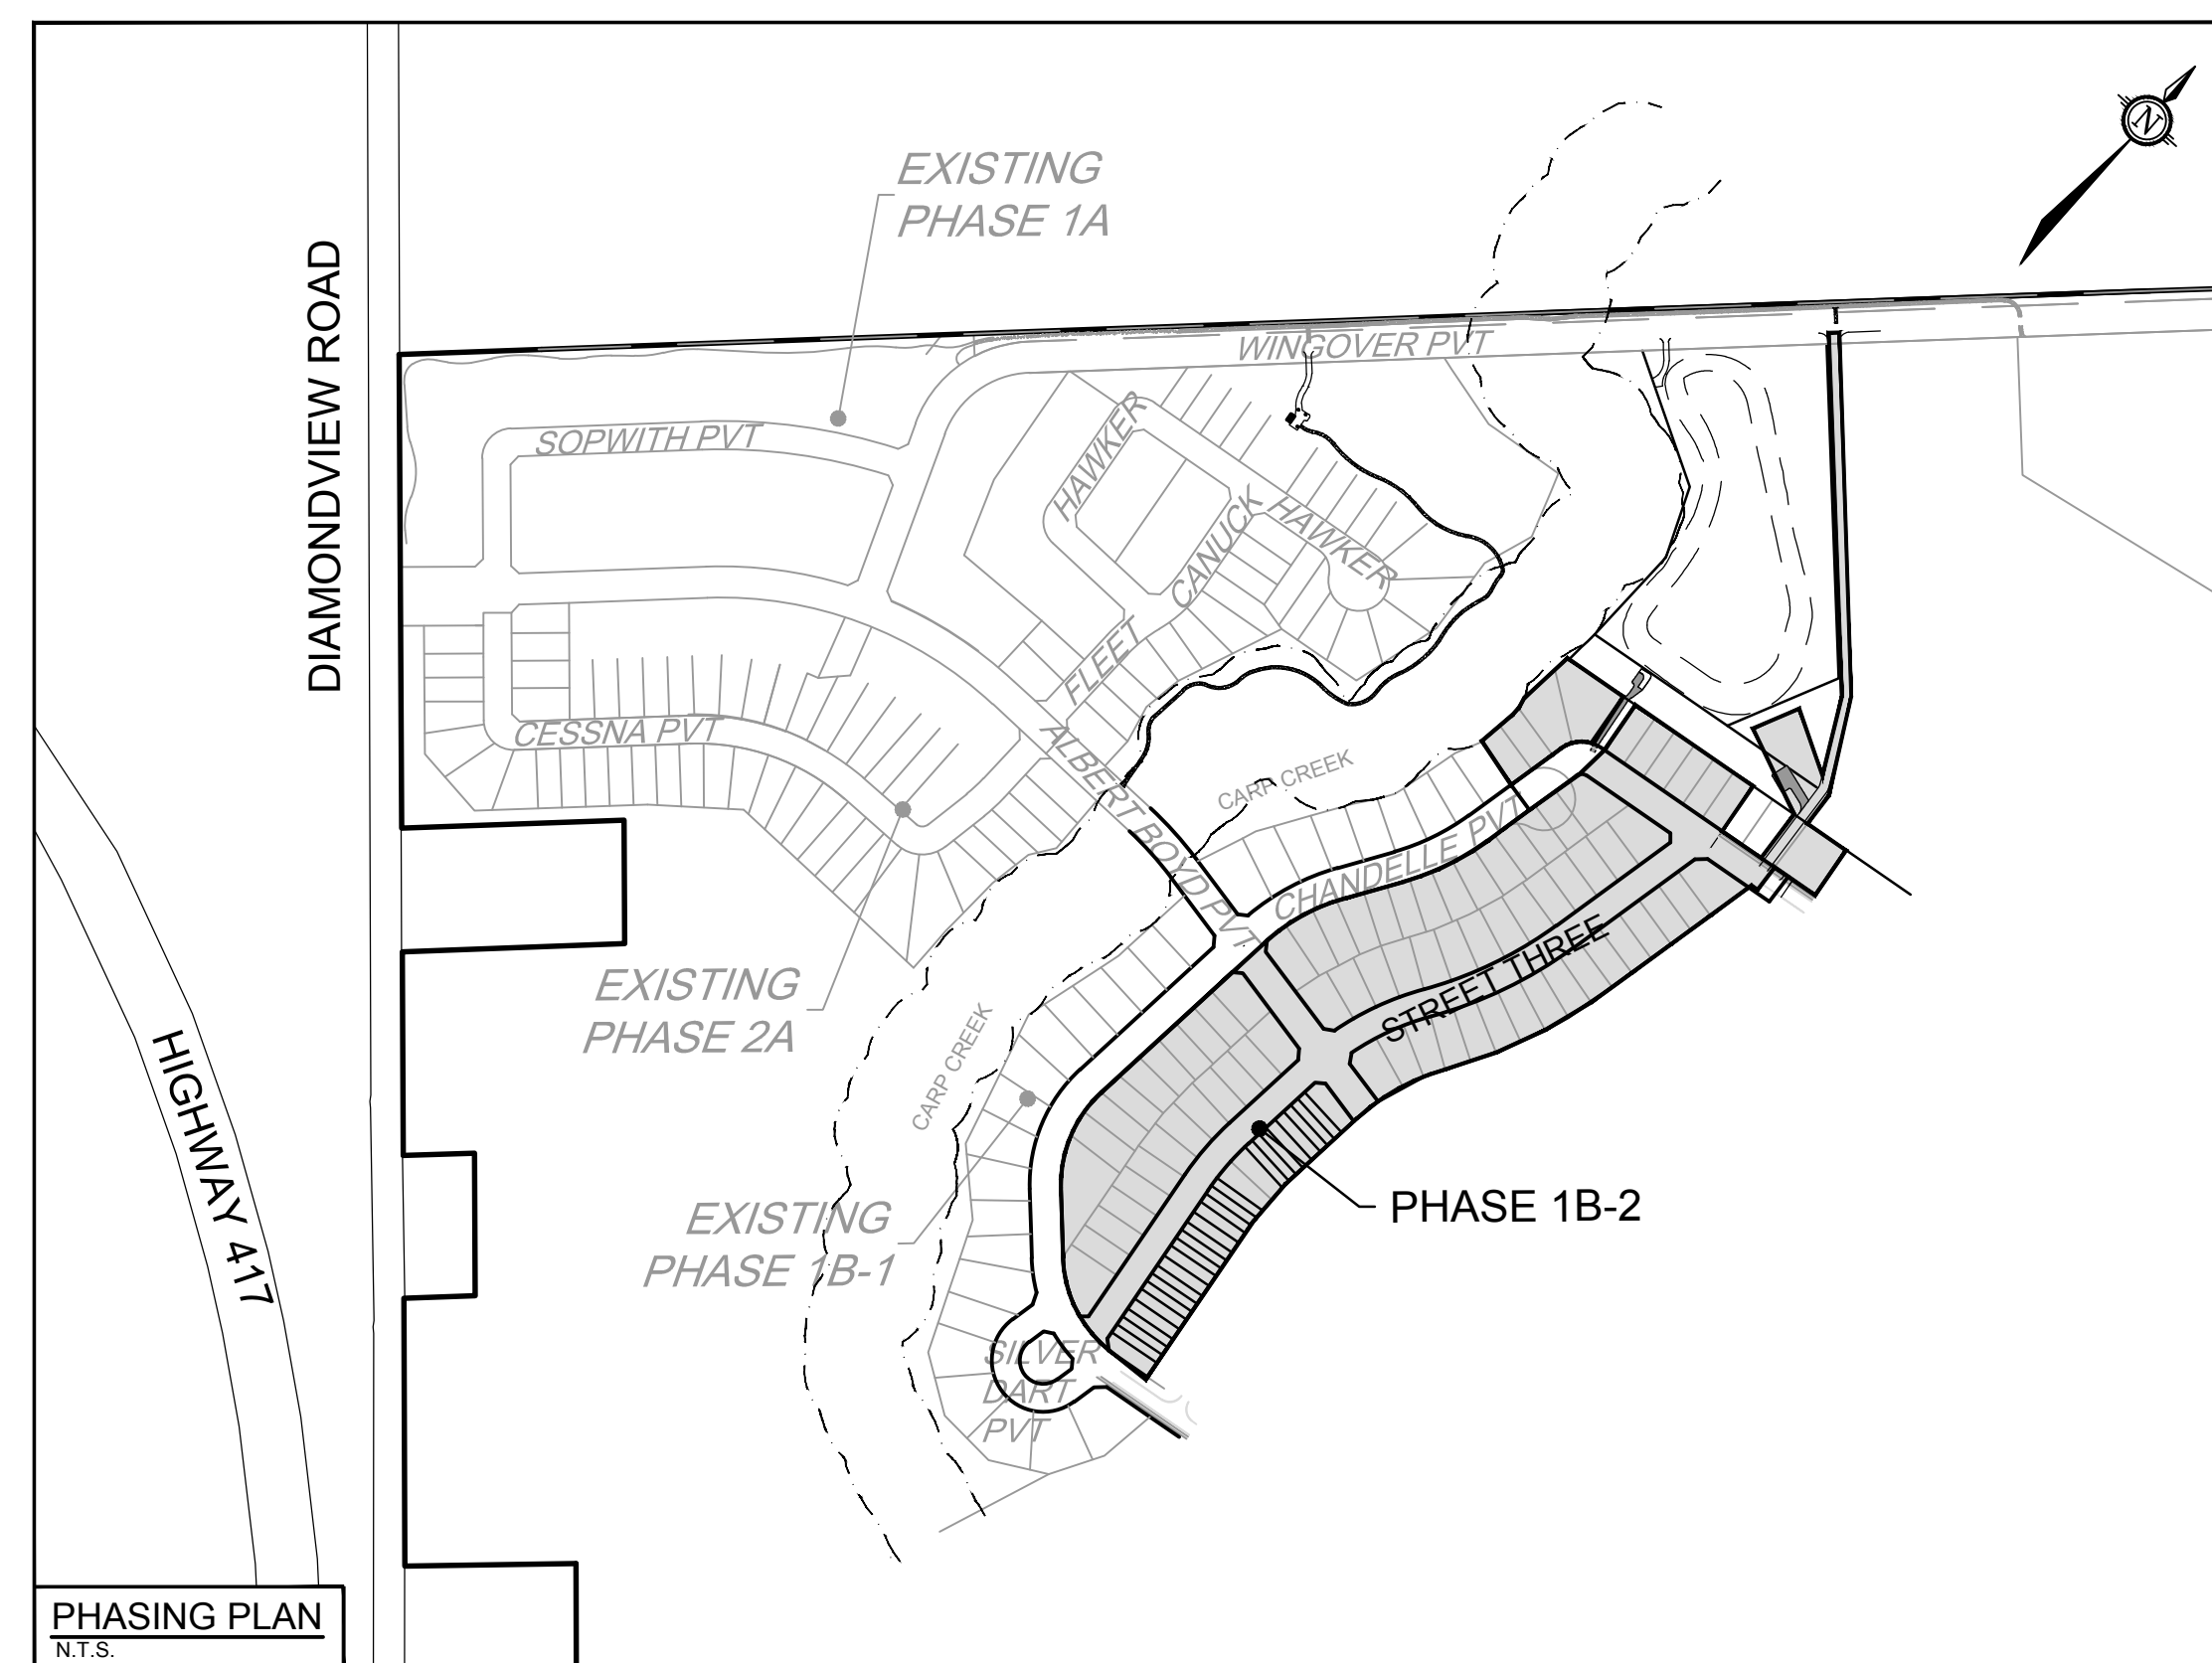 N
EXISTING
PHASE 1A
DIAMONDVIEW ROAD
WINGOVER PVT
SOPWITH PVT
HAWKER
HAWKER
FLEET CANUCK
CESSNA PVT
ALBERT BOYD PVT
CARP CREEK
CHANDELLE PVT
STREET THREE
EXISTING
PHASE 2A
CARP CREEK
HIGHWAY 417
EXISTING
PHASE 1B-1
PHASE 1B-2
SILVER
DART
PVT
PHASING PLAN
N.T.S.